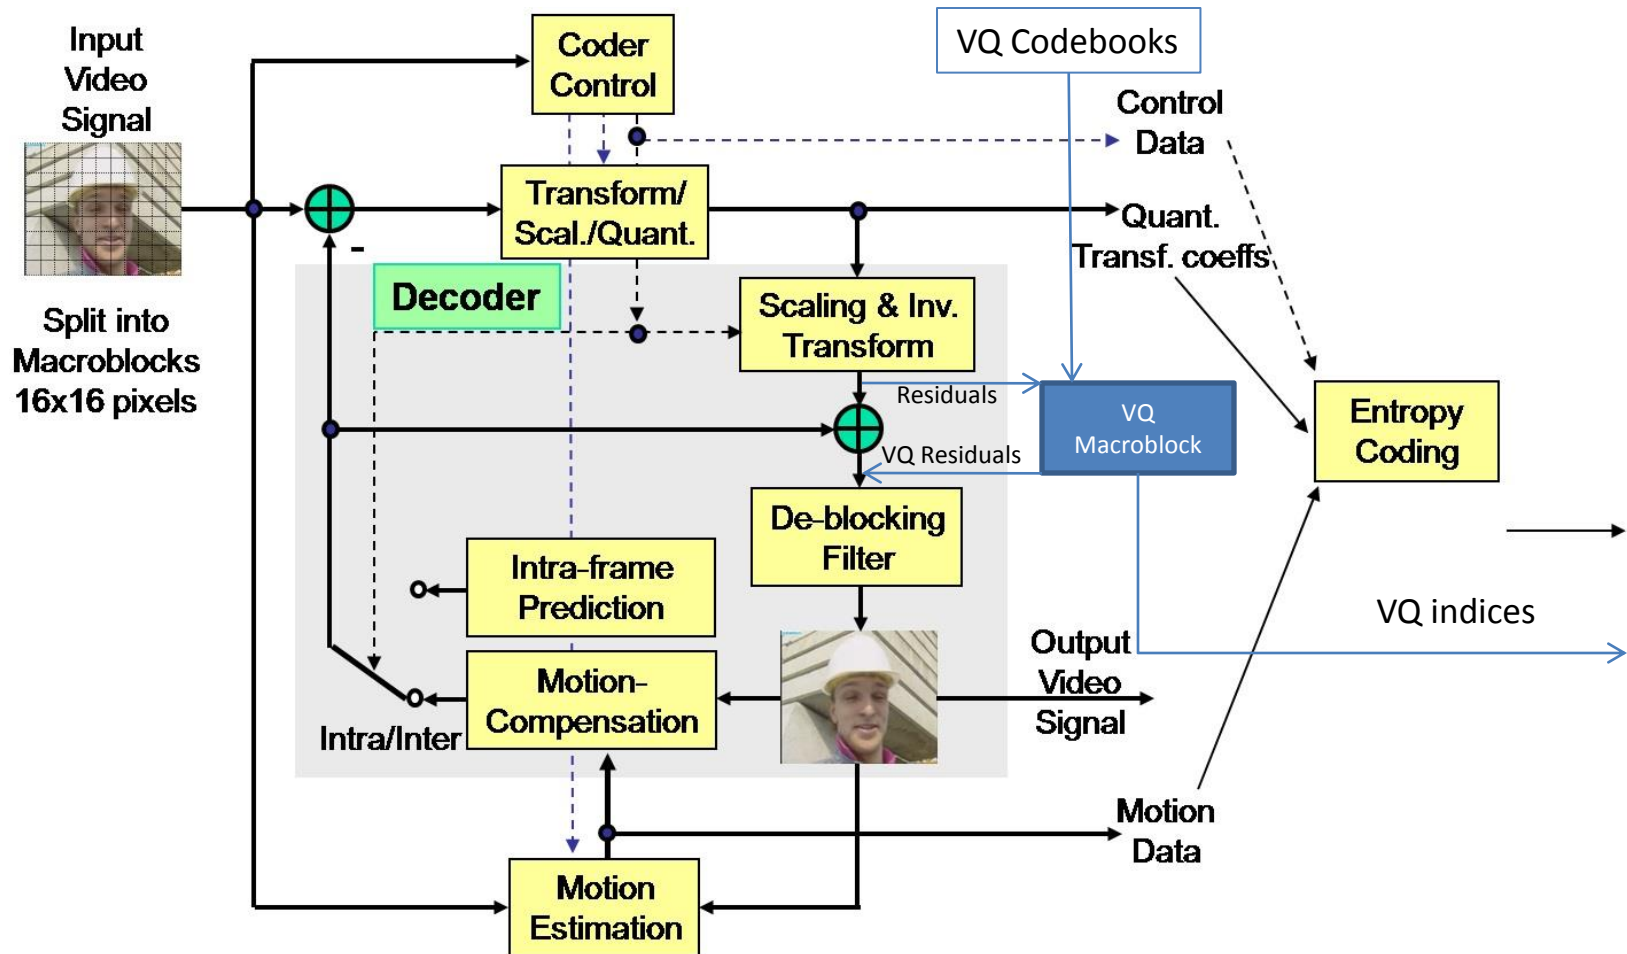 Input
Video
Signal
Split into
Macroblocks
16x16 pixels
Coder
Control
VQ Codebooks
Control
Data
Transform/
Scal./Quant.
Quant.
Transf. coeffs
-
Decoder
Scaling & Inv.
Transform
Residuals
VQ
Macroblock
Entropy
Coding
VQ Residuals
De-blocking
Filter
Intra-frame
Prediction
VQ indices
Motion-
Compensation
Intra/Inter
Output
Video
Signal
Motion
Data
Motion
Estimation